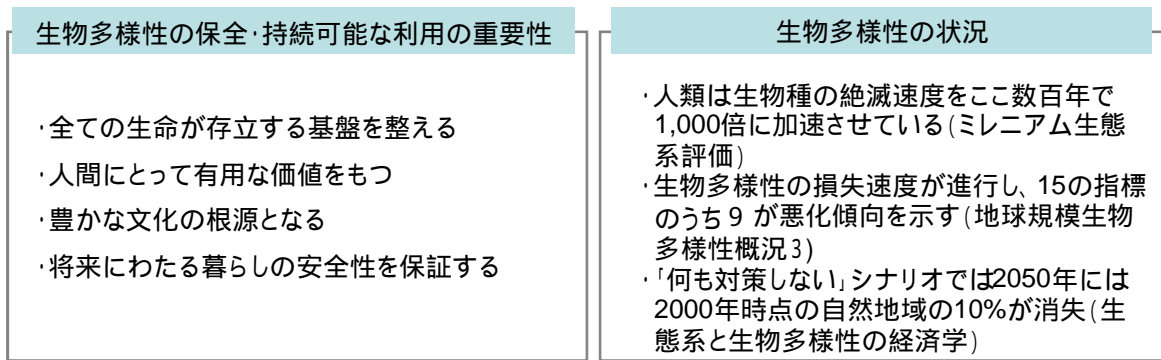 生物多様性の保全･持続可能な利用の重要性
･全ての生命が存立する基盤を整える
･人間にとって有用な価値をもつ
･豊かな文化の根源となる
･将来にわたる暮らしの安全性を保証する
生物多様性の状況
･人類は生物種の絶滅速度をここ数百年で
1,000倍に加速させている(ミレニアム生態
系評価)
･生物多様性の損失速度が進行し、15の指標
のうち９が悪化傾向を示す(地球規模生物
多様性概況3)
･｢何も対策しない｣シナリオでは2050年には
2000年時点の自然地域の10%が消失(生
態系と生物多様性の経済学)